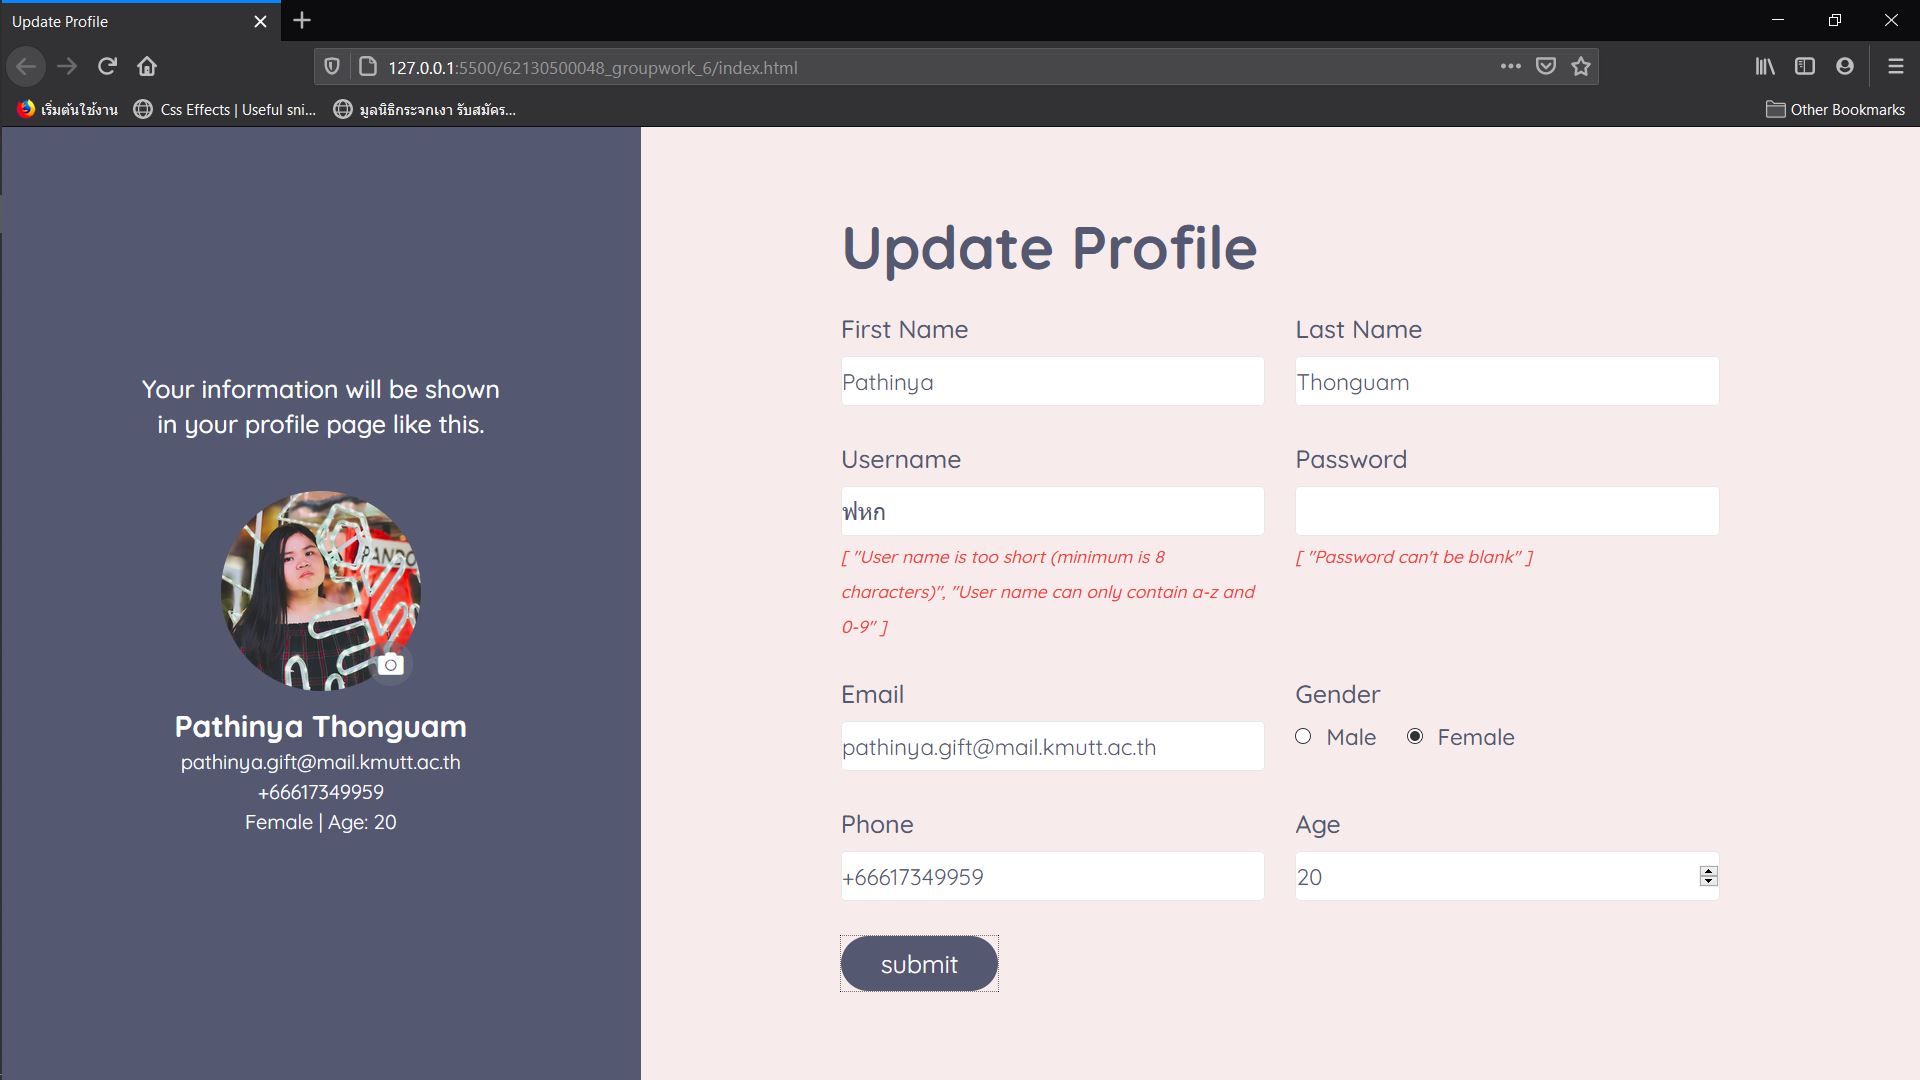 Update Profile
127.0.0.1:5500/62130500048_groupwork_6/index.html
เริ่มต้นใช้งาน
Css Effects | Useful sni...
มูลนิธิกระจกเงา รับสมัคร...
Other Bookmarks
Your information will be shown
in your profile page like this.
Pathinya Thonguam
pathinya.gift@mail.kmutt.ac.th
+66617349959
Female | Age: 20
Update Profile
First Name
Last Name
Pathinya
Thonguam
Username
Password
ฟหก
[ "User name is too short (minimum is 8
characters)", "User name can only contain a-z and
0-9" ]
[ "Password can't be blank" ]
Email
Gender
pathinya.gift@mail.kmutt.ac.th
Male
Female
Phone
Age
+66617349959
20
submit